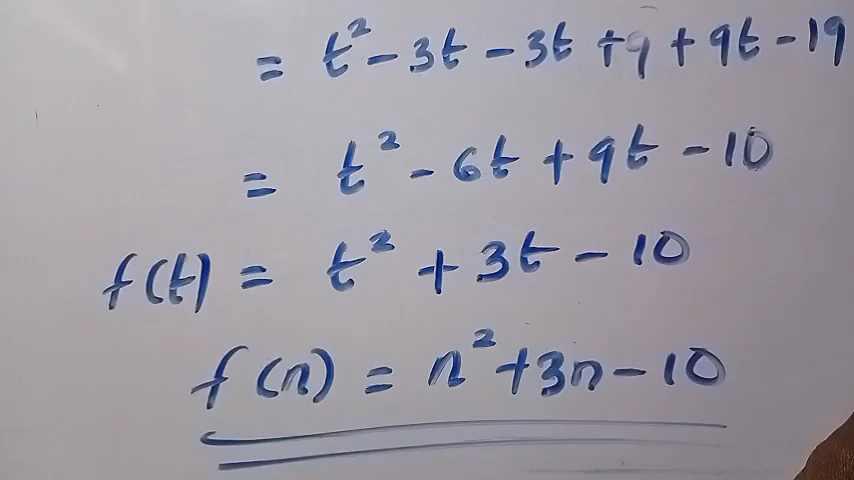 = t² - 3t - 3t + 9 + 9t - 19
= t² - 6t + 9t - 10
f(t) = t² + 3t - 10
f(n) = n² + 3n - 10